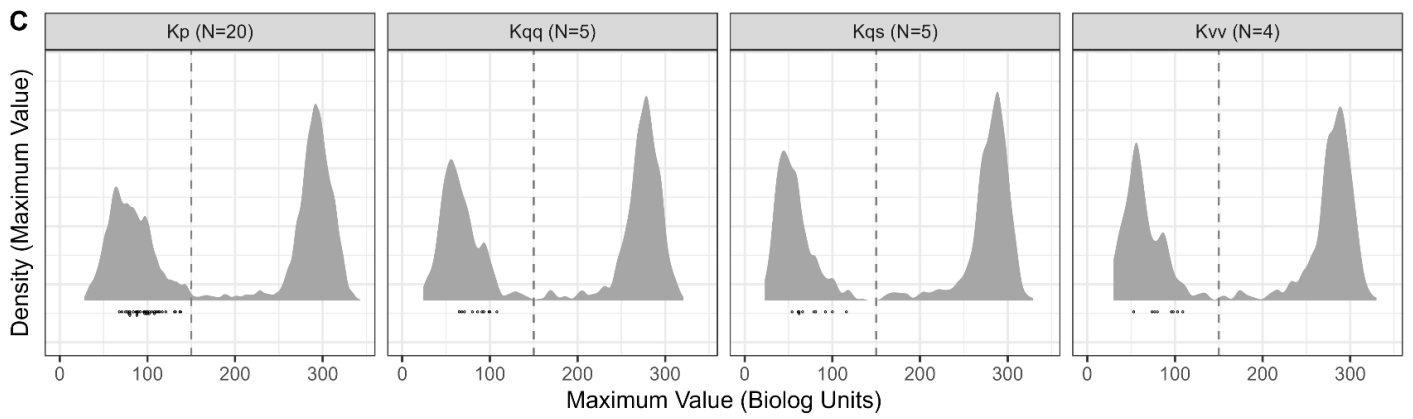 C
Kp (N=20)
Kqq (N=5)
Kqs (N=5)
Kvv (N=4)
Density (Maximum Value)
0 100 200 300
0 100 200 300
0 100 200 300
0 100 200 300
Maximum Value (Biolog Units)